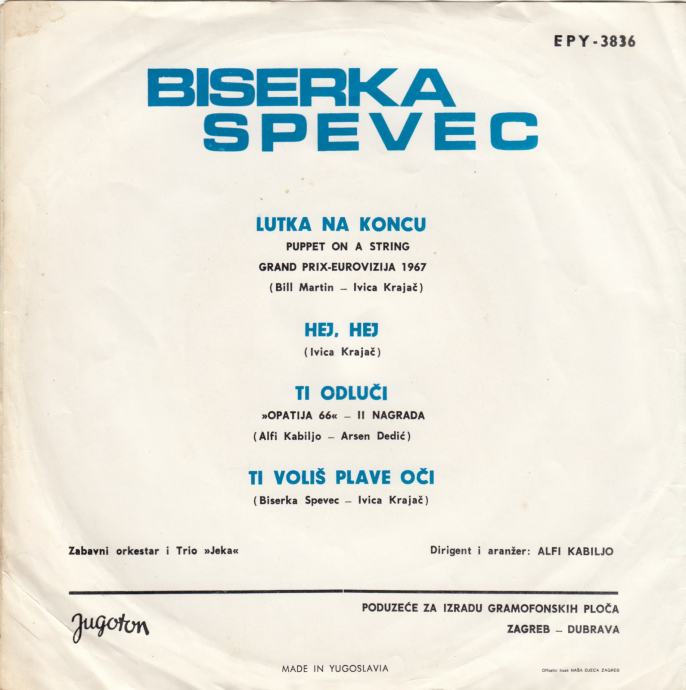 EPY-3836
BISERKA
SPEVEC
LUTKA NA KONCU
PUPPET ON A STRING
GRAND PRIX-EUROVIZIJA 1967
(Bill Martin – Ivica Krajač)
HEJ, HEJ
(Ivica Krajač)
TI ODLUČI
»OPATIJA 66« – II NAGRADA
(Alfi Kabiljo – Arsen Dedić)
TI VOLIŠ PLAVE OČI
(Biserka Spevec – Ivica Krajač)
Zabavni orkestar i Trio »Jeka«
Dirigent i aranžer: ALFI KABILJO
Jugoton
PODUZEĆE ZA IZRADU GRAMOFONSKIH PLOČA
ZAGREB – DUBRAVA
MADE IN YUGOSLAVIA
NAŠA DJECA ZAGREB